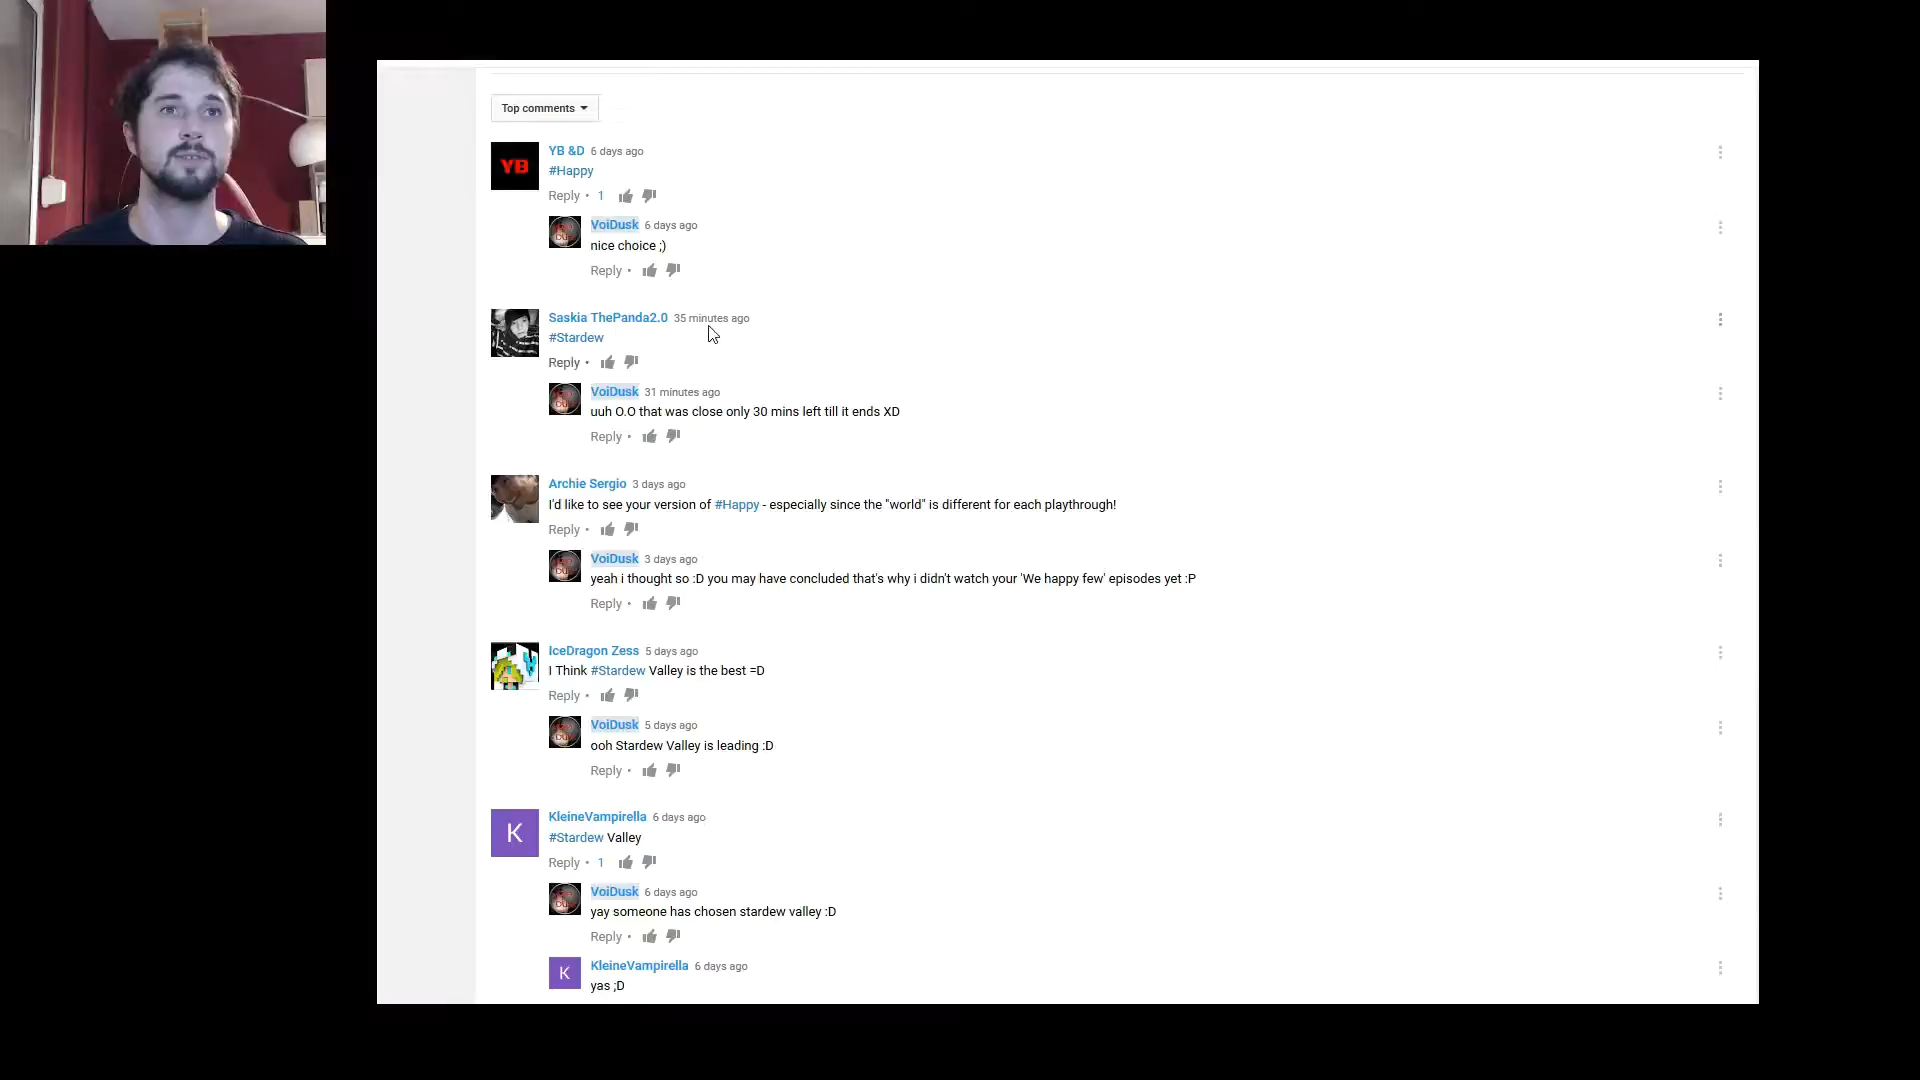 Top comments
YB
YB &D 6 days ago
#Happy
Reply • 1
VoiDusk 6 days ago
nice choice ;)
Reply •
Saskia ThePanda2.0 35 minutes ago
#Stardew
Reply •
VoiDusk 31 minutes ago
uuh O.O that was close only 30 mins left till it ends XD
Reply •
Archie Sergio 3 days ago
I'd like to see your version of #Happy - especially since the "world" is different for each playthrough!
Reply •
VoiDusk 3 days ago
yeah i thought so :D you may have concluded that's why i didn't watch your 'We happy few' episodes yet :P
Reply •
IceDragon Zess 5 days ago
I Think #Stardew Valley is the best =D
Reply •
VoiDusk 5 days ago
ooh Stardew Valley is leading :D
Reply •
K
KleineVampirella 6 days ago
#Stardew Valley
Reply • 1
VoiDusk 6 days ago
yay someone has chosen stardew valley :D
Reply •
K
KleineVampirella 6 days ago
yas ;D